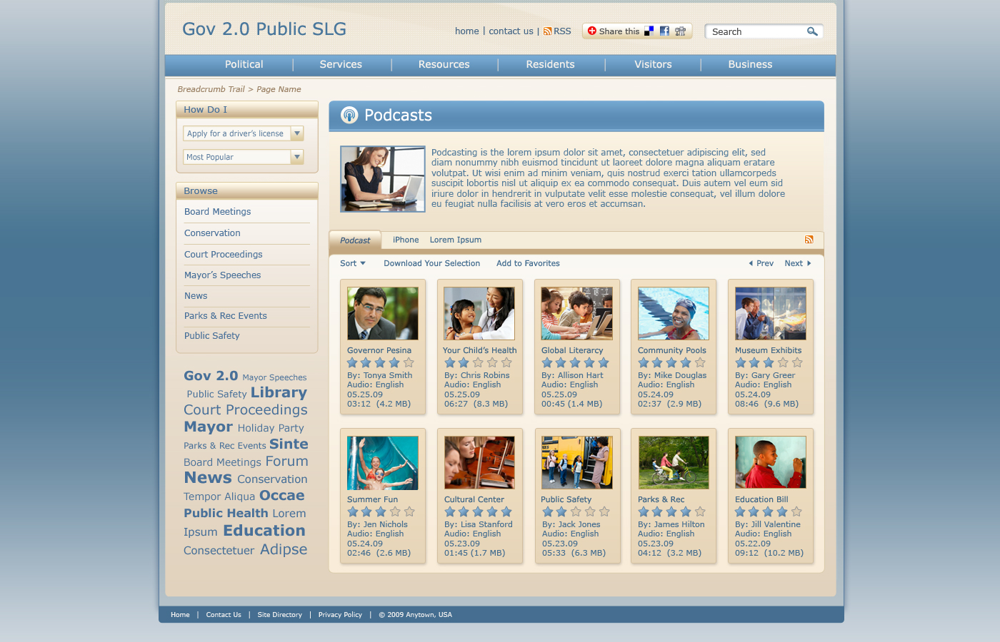 Gov 2.0 Public SLG
home | contact us | RSS
Share this
Search
Political | Services | Resources | Residents | Visitors | Business
Breadcrumb Trail > Page Name
How Do I
Apply for a driver's license
Most Popular
Browse
Board Meetings
Conservation
Court Proceedings
Mayor's Speeches
News
Parks & Rec Events
Public Safety
Gov 2.0 Mayor Speeches
Public Safety Library
Court Proceedings
Mayor Holiday Party
Parks & Rec Events Sinte
Board Meetings Forum
News Conservation
Tempor Aliqua Occae
Public Health Lorem
Ipsum Education
Consectetuer Adipse
Podcasts
Podcasting is the lorem ipsum dolor sit amet, consectetuer adipiscing elit, sed
diam nonummy nibh euismod tincidunt ut laoreet dolore magna aliquam eratare
volutpat. Ut wisi enim ad minim veniam, quis nostrud exerci tation ullamcorpeds
suscipit lobortis nisl ut aliquip ex ea commodo consequat. Duis autem vel eum sid
iriure dolor in hendrerit in vulputate velit esse molestie consequat, vel illum dolore
eu feugiat nulla facilisis at vero eros et accumsan.
Podcast iPhone Lorem Ipsum
Sort Download Your Selection Add to Favorites Prev Next
Governor Pesina
By: Tonya Smith
Audio: English
05.25.09
03:12 (4.2 MB)
Your Child's Health
By: Chris Robins
Audio: English
05.25.09
06:27 (8.3 MB)
Global Literarcy
By: Allison Hart
Audio: English
05.25.09
00:45 (1.4 MB)
Community Pools
By: Mike Douglas
Audio: English
05.24.09
02:37 (2.9 MB)
Museum Exhibits
By: Gary Greer
Audio: English
05.24.09
08:46 (9.6 MB)
Summer Fun
By: Jen Nichols
Audio: English
05.24.09
02:46 (2.6 MB)
Cultural Center
By: Lisa Stanford
Audio: English
05.23.09
01:45 (1.7 MB)
Public Safety
By: Jack Jones
Audio: English
05.23.09
05:33 (6.3 MB)
Parks & Rec
By: James Hilton
Audio: English
05.23.09
04:12 (3.2 MB)
Education Bill
By: Jill Valentine
Audio: English
05.22.09
09:12 (10.2 MB)
Home | Contact Us | Site Directory | Privacy Policy | © 2009 Anytown, USA